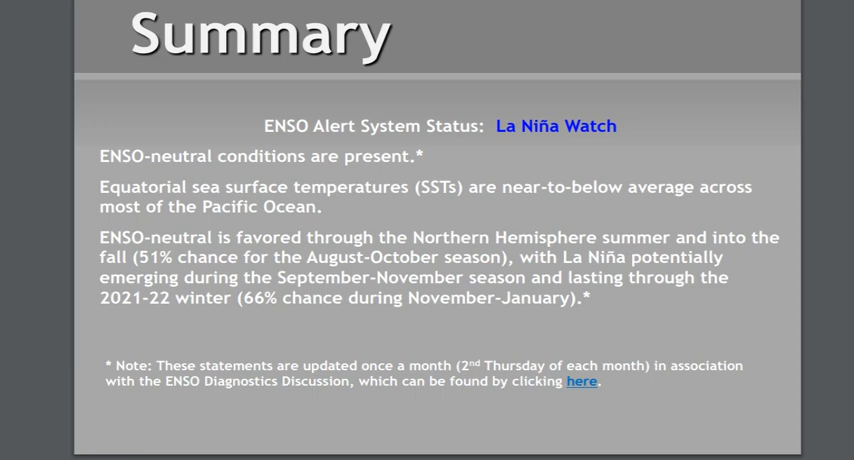 Summary
ENSO Alert System Status: La Niña Watch
ENSO-neutral conditions are present.*
Equatorial sea surface temperatures (SSTs) are near-to-below average across
most of the Pacific Ocean.
ENSO-neutral is favored through the Northern Hemisphere summer and into the
fall (51% chance for the August-October season), with La Niña potentially
emerging during the September-November season and lasting through the
2021-22 winter (66% chance during November-January).*
* Note: These statements are updated once a month (2nd Thursday of each month) in association
with the ENSO Diagnostics Discussion, which can be found by clicking here.